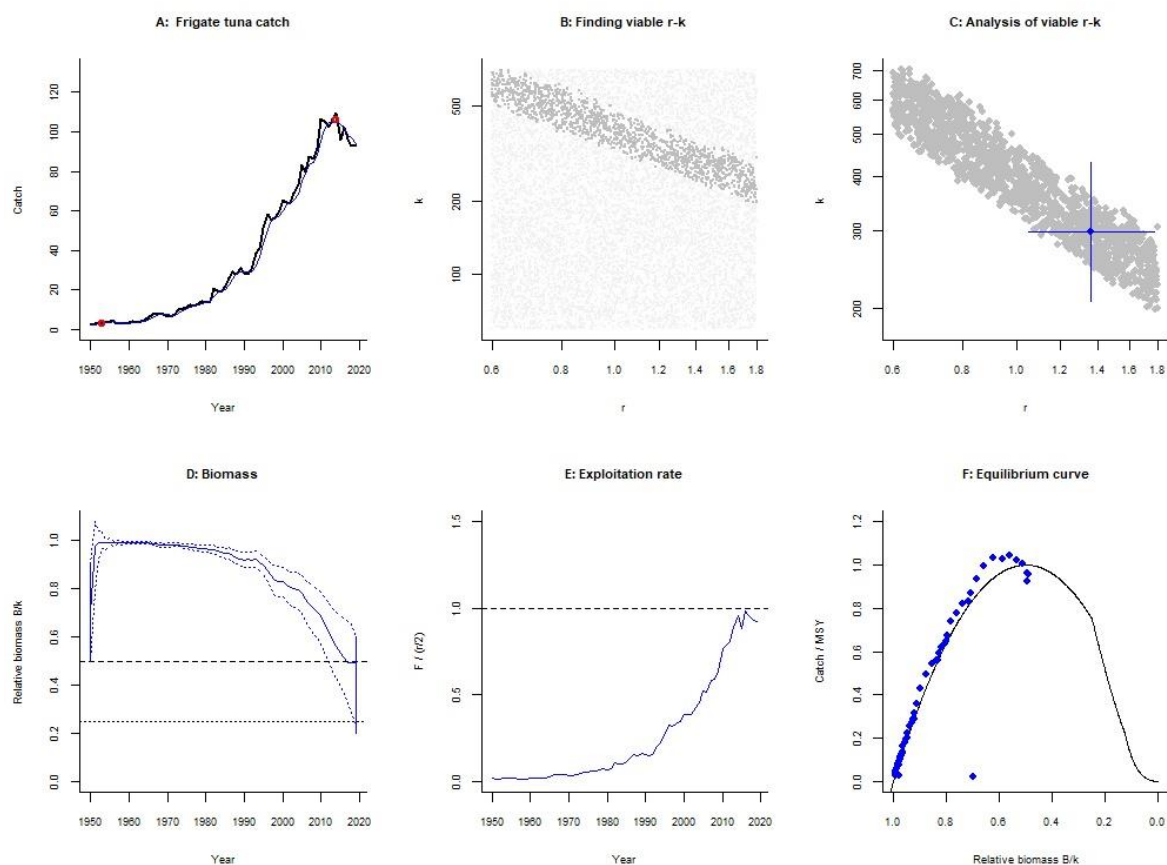 A: Frigate tuna catch
Catch
0 20 40 60 80 100 120
1950 1960 1970 1980 1990 2000 2010 2020
Year
B: Finding viable r-k
k
100 200 500
0.6 0.8 1.0 1.2 1.4 1.6 1.8
r
C: Analysis of viable r-k
k
200 300 400 500 600 700
0.6 0.8 1.0 1.2 1.4 1.6 1.8
r
D: Biomass
Relative biomass B/k
0.0 0.2 0.4 0.6 0.8 1.0
1950 1960 1970 1980 1990 2000 2010 2020
Year
E: Exploitation rate
F / (r/2)
0.0 0.5 1.0 1.5
1950 1960 1970 1980 1990 2000 2010 2020
Year
F: Equilibrium curve
Catch / MSY
0.0 0.2 0.4 0.6 0.8 1.0 1.2
1.0 0.8 0.6 0.4 0.2 0.0
Relative biomass B/k